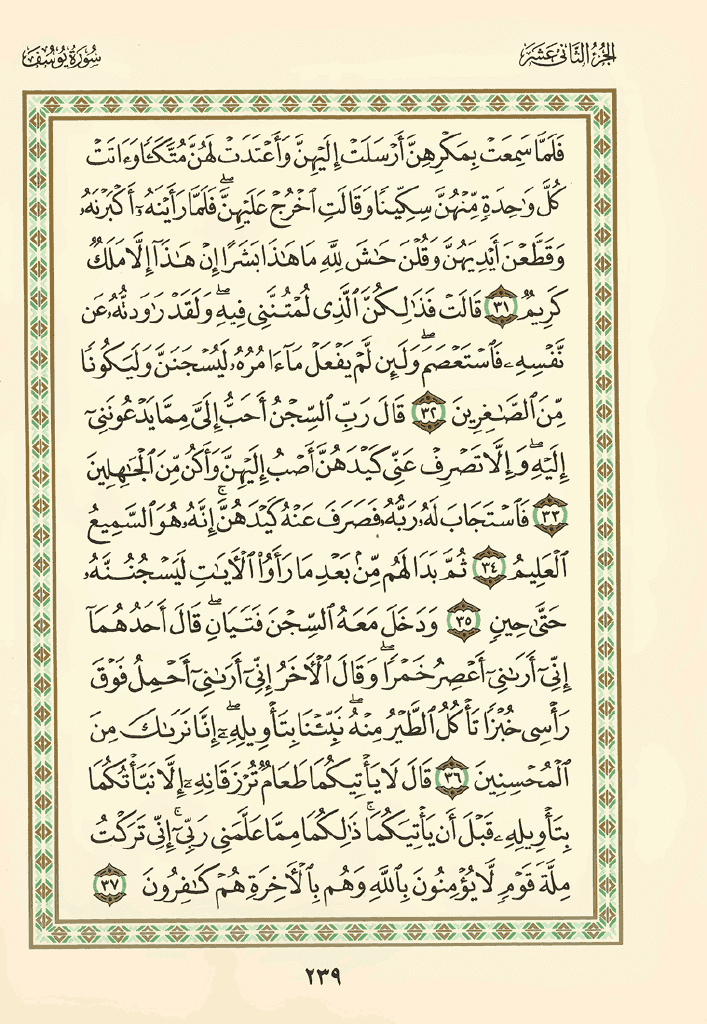 الجزء الثاني عشر
سورة يوسف
فَلَمَّا سَمِعَتْ بِمَكْرِهِنَّ أَرْسَلَتْ إِلَيْهِنَّ وَأَعْتَدَتْ لَهُنَّ مُتَّكَـًٔا وَءَاتَتْ
كُلَّ وَٰحِدَةٍ مِّنْهُنَّ سِكِّينًا وَقَالَتِ ٱخْرُجْ عَلَيْهِنَّ ۖ فَلَمَّا رَأَيْنَهُۥٓ أَكْبَرْنَهُۥ
وَقَطَّعْنَ أَيْدِيَهُنَّ وَقُلْنَ حَـٰشَ لِلَّهِ مَا هَـٰذَا بَشَرًا إِنْ هَـٰذَآ إِلَّا مَلَكٌ
كَرِيمٌ ٣١ قَالَتْ فَذَٰلِكُنَّ ٱلَّذِى لُمْتُنَّنِى فِيهِ ۖ وَلَقَدْ رَٰوَدتُّهُۥ عَن
نَّفْسِهِۦ فَٱسْتَعْصَمَ ۖ وَلَئِن لَّمْ يَفْعَلْ مَآ ءَامُرُهُۥ لَيُسْجَنَنَّ وَلَيَكُونًا
مِّنَ ٱلصَّـٰغِرِينَ ٣٢ قَالَ رَبِّ ٱلسِّجْنُ أَحَبُّ إِلَىَّ مِمَّا يَدْعُونَنِىٓ
إِلَيْهِ ۖ وَإِلَّا تَصْرِفْ عَنِّى كَيْدَهُنَّ أَصْبُ إِلَيْهِنَّ وَأَكُن مِّنَ ٱلْجَـٰهِلِينَ
٣٣ فَٱسْتَجَابَ لَهُۥ رَبُّهُۥ فَصَرَفَ عَنْهُ كَيْدَهُنَّ ۚ إِنَّهُۥ هُوَ ٱلسَّمِيعُ
ٱلْعَلِيمُ ٣٤ ثُمَّ بَدَا لَهُم مِّنۢ بَعْدِ مَا رَأَوُا۟ ٱلْـَٔايَـٰتِ لَيَسْجُنُنَّهُۥ
حَتَّىٰ حِينٍ ٣٥ وَدَخَلَ مَعَهُ ٱلسِّجْنَ فَتَيَانِ ۖ قَالَ أَحَدُهُمَآ
إِنِّىٓ أَرَىٰنِىٓ أَعْصِرُ خَمْرًا ۖ وَقَالَ ٱلْـَٔاخَرُ إِنِّىٓ أَرَىٰنِىٓ أَحْمِلُ فَوْقَ
رَأْسِى خُبْزًا تَأْكُلُ ٱلطَّيْرُ مِنْهُ ۖ نَبِّئْنَا بِتَأْوِيلِهِۦٓ ۖ إِنَّا نَرَىٰكَ مِنَ
ٱلْمُحْسِنِينَ ٣٦ قَالَ لَا يَأْتِيكُمَا طَعَامٌ تُرْزَقَانِهِۦٓ إِلَّا نَبَّأْتُكُمَا
بِتَأْوِيلِهِۦ قَبْلَ أَن يَأْتِيَكُمَا ۚ ذَٰلِكُمَا مِمَّا عَلَّمَنِى رَبِّىٓ ۚ إِنِّى تَرَكْتُ
مِلَّةَ قَوْمٍ لَّا يُؤْمِنُونَ بِٱللَّهِ وَهُم بِٱلْـَٔاخِرَةِ هُمْ كَـٰفِرُونَ ٣٧
٢٣٩